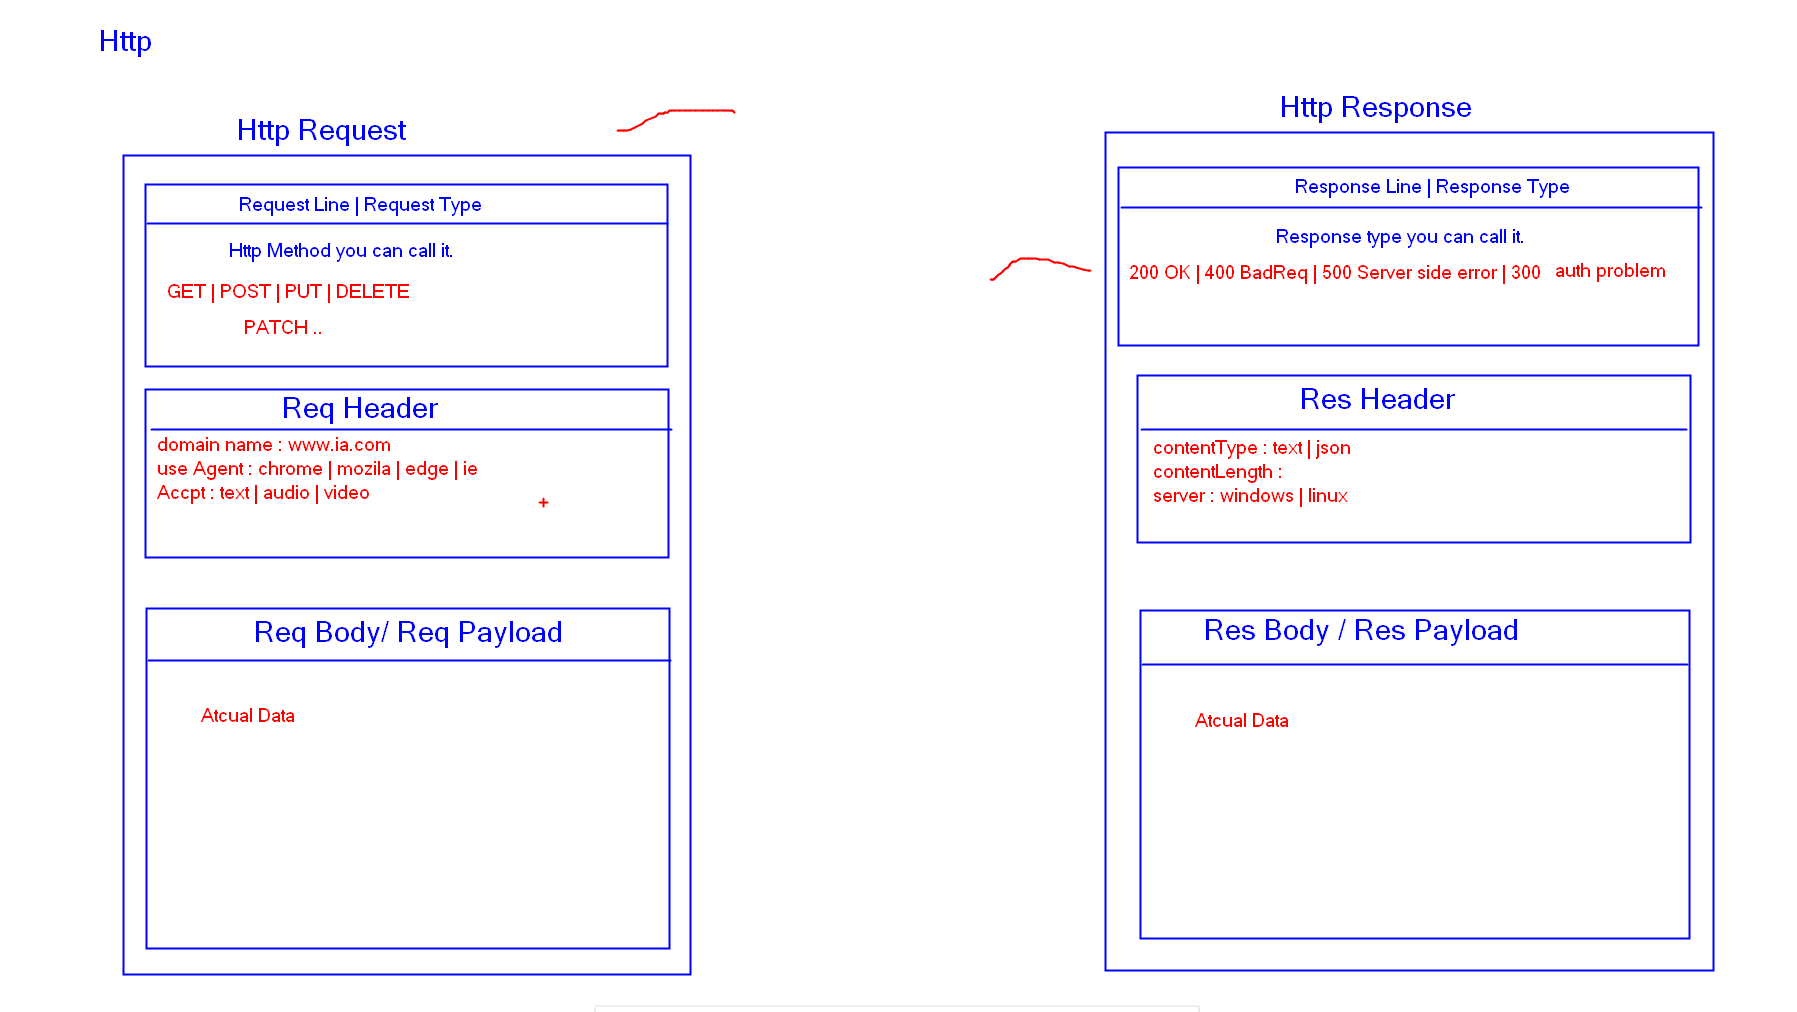 Http
Http Request
Request Line | Request Type
Http Method you can call it.
GET | POST | PUT | DELETE
PATCH ..
Req Header
domain name : www.ia.com
use Agent : chrome | mozila | edge | ie
Accpt : text | audio | video
Req Body/ Req Payload
Atcual Data
Http Response
Response Line | Response Type
Response type you can call it.
200 OK | 400 BadReq | 500 Server side error | 300 auth problem
Res Header
contentType : text | json
contentLength :
server : windows | linux
Res Body / Res Payload
Atcual Data